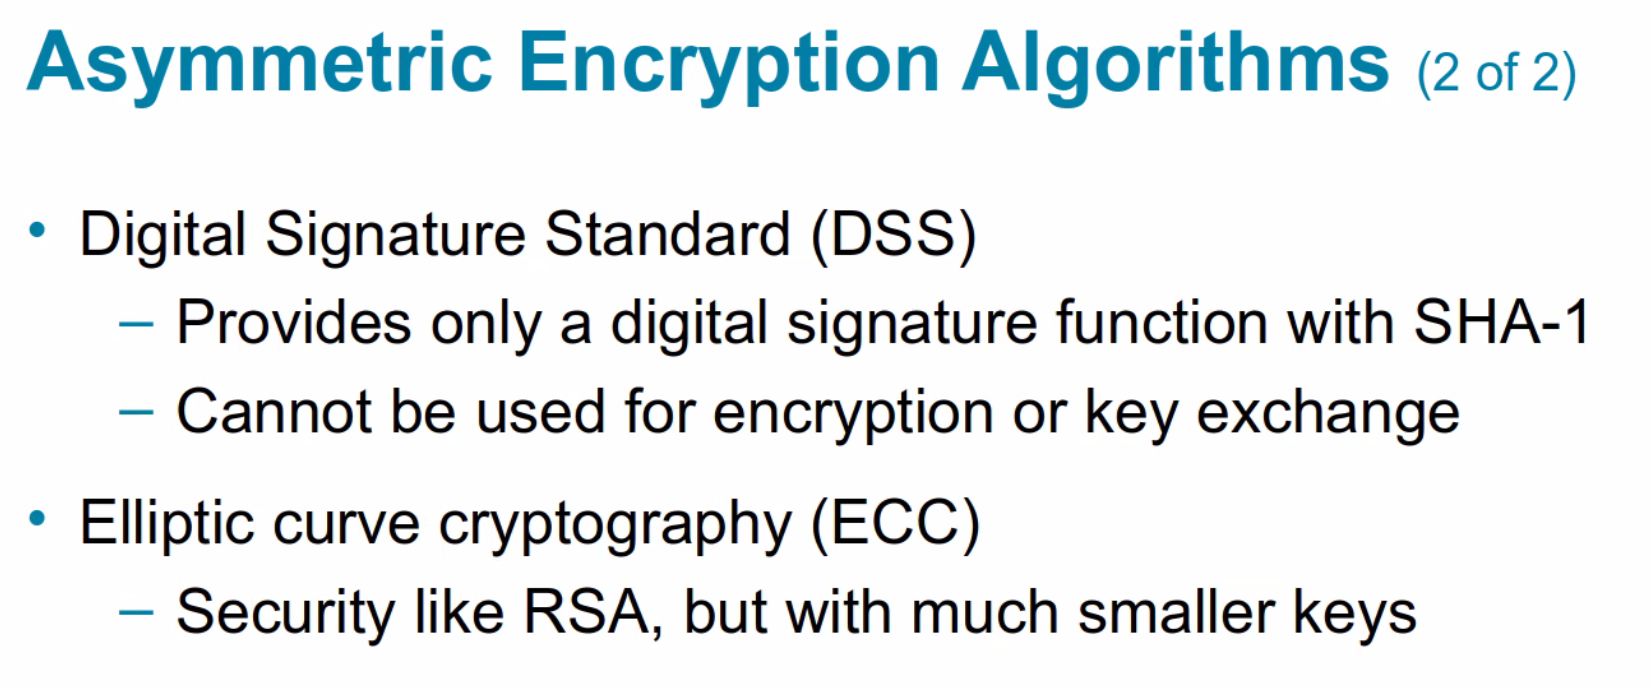 Asymmetric Encryption Algorithms (2 of 2)
• Digital Signature Standard (DSS)
– Provides only a digital signature function with SHA-1
– Cannot be used for encryption or key exchange
• Elliptic curve cryptography (ECC)
– Security like RSA, but with much smaller keys